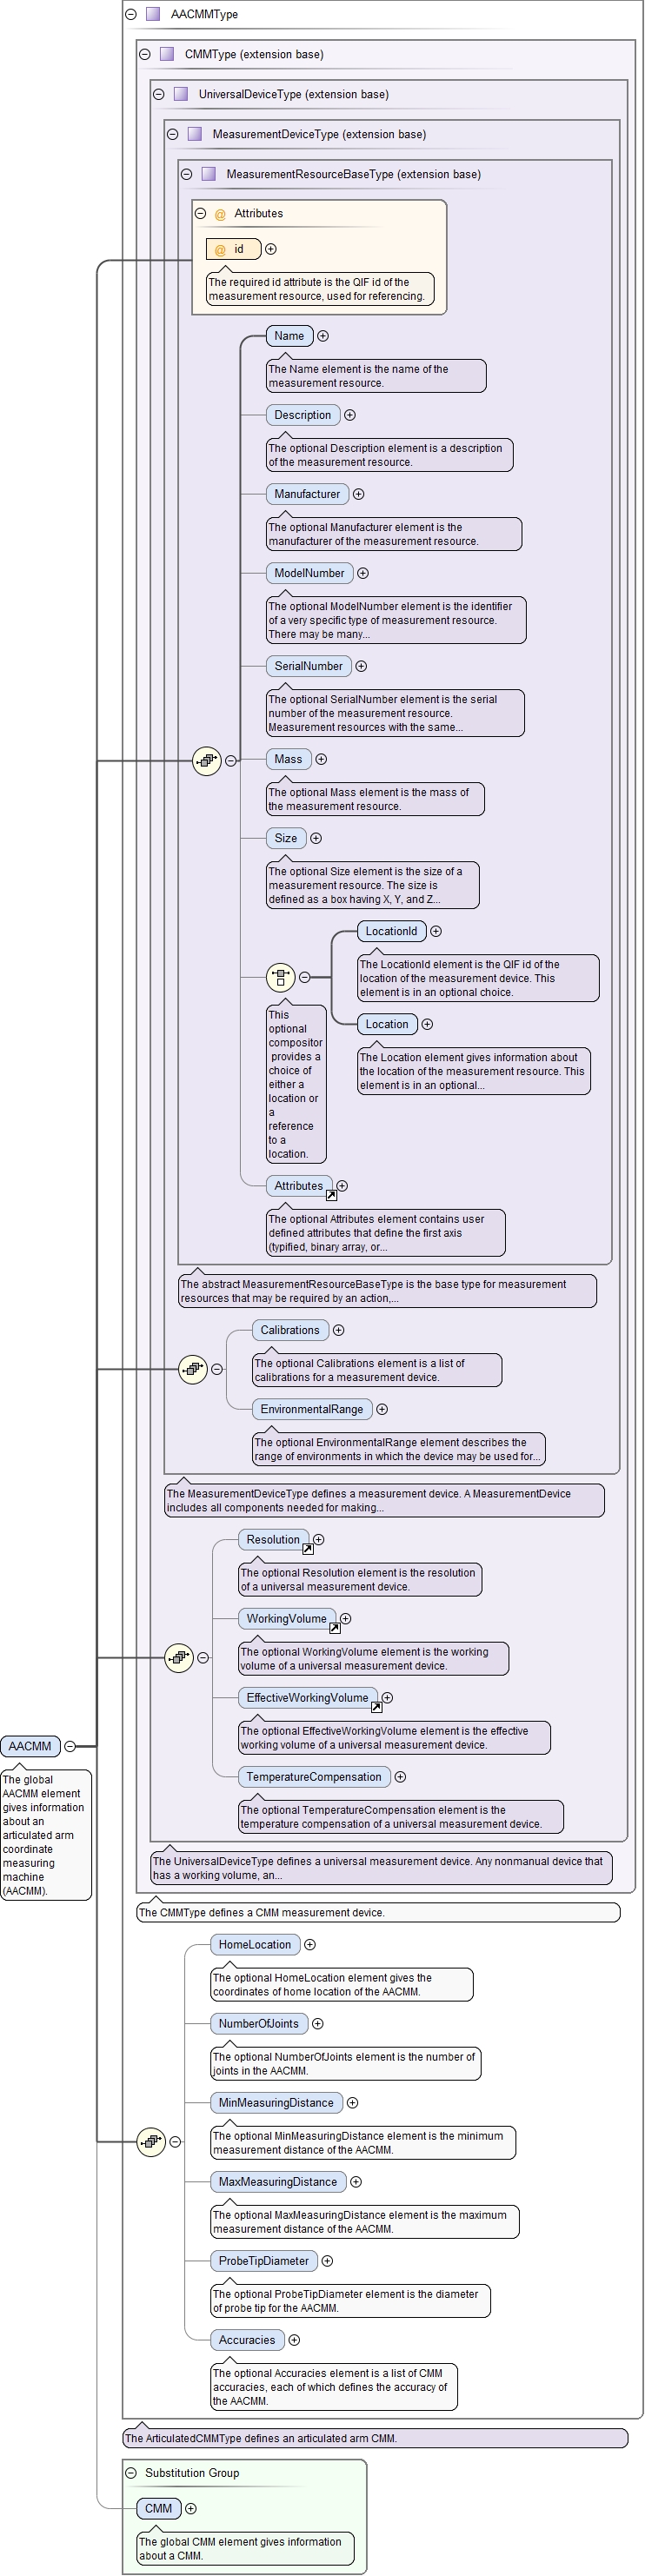 AACMMType
CMMType (extension base)
UniversalDeviceType (extension base)
MeasurementDeviceType (extension base)
MeasurementResourceBaseType (extension base)
@ Attributes
@ id
The required id attribute is the QIF id of the
measurement resource, used for referencing.
Name
The Name element is the name of the
measurement resource.
Description
The optional Description element is a description
of the measurement resource.
Manufacturer
The optional Manufacturer element is the
manufacturer of the measurement resource.
ModelNumber
The optional ModelNumber element is the identifier
of a very specific type of measurement resource.
There may be many...
SerialNumber
The optional SerialNumber element is the serial
number of the measurement resource.
Measurement resources with the same...
Mass
The optional Mass element is the mass of
the measurement resource.
Size
The optional Size element is the size of a
measurement resource. The size is
defined as a box having X, Y, and Z...
LocationId
The LocationId element is the QIF id of the
location of the measurement device. This
element is in an optional choice.
Location
The Location element gives information about
the location of the measurement resource. This
element is in an optional...
This
optional
compositor
provides a
choice of
either a
location or
a
reference
to a
location.
Attributes
The optional Attributes element contains user
defined attributes that define the first axis
(typified, binary array, or...
The abstract MeasurementResourceBaseType is the base type for measurement
resources that may be required by an action,...
Calibrations
The optional Calibrations element is a list of
calibrations for a measurement device.
EnvironmentalRange
The optional EnvironmentalRange element describes the
range of environments in which the device may be used for...
The MeasurementDeviceType defines a measurement device. A MeasurementDevice
includes all components needed for making...
Resolution
The optional Resolution element is the resolution
of a universal measurement device.
WorkingVolume
The optional WorkingVolume element is the working
volume of a universal measurement device.
EffectiveWorkingVolume
The optional EffectiveWorkingVolume element is the effective
working volume of a universal measurement device.
TemperatureCompensation
The optional TemperatureCompensation element is the
temperature compensation of a universal measurement device.
AACMM
The global
AACMM element
gives information
about an
articulated arm
coordinate
measuring
machine
(AACMM).
The UniversalDeviceType defines a universal measurement device. Any nonmanual device that
has a working volume, an...
The CMMType defines a CMM measurement device.
HomeLocation
The optional HomeLocation element gives the
coordinates of home location of the AACMM.
NumberOfJoints
The optional NumberOfJoints element is the number of
joints in the AACMM.
MinMeasuringDistance
The optional MinMeasuringDistance element is the minimum
measurement distance of the AACMM.
MaxMeasuringDistance
The optional MaxMeasuringDistance element is the maximum
measurement distance of the AACMM.
ProbeTipDiameter
The optional ProbeTipDiameter element is the diameter
of probe tip for the AACMM.
Accuracies
The optional Accuracies element is a list of CMM
accuracies, each of which defines the accuracy of
the AACMM.
The ArticulatedCMMType defines an articulated arm CMM.
Substitution Group
CMM
The global CMM element gives information
about a CMM.